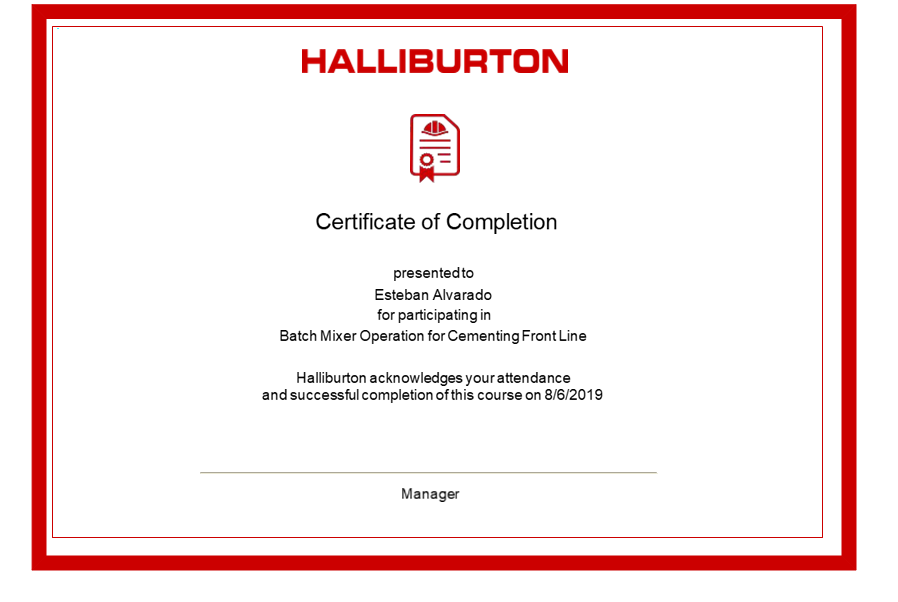 HALLIBURTON
Certificate of Completion
presented to
Esteban Alvarado
for participating in
Batch Mixer Operation for Cementing Front Line
Halliburton acknowledges your attendance
and successful completion of this course on 8/6/2019
Manager